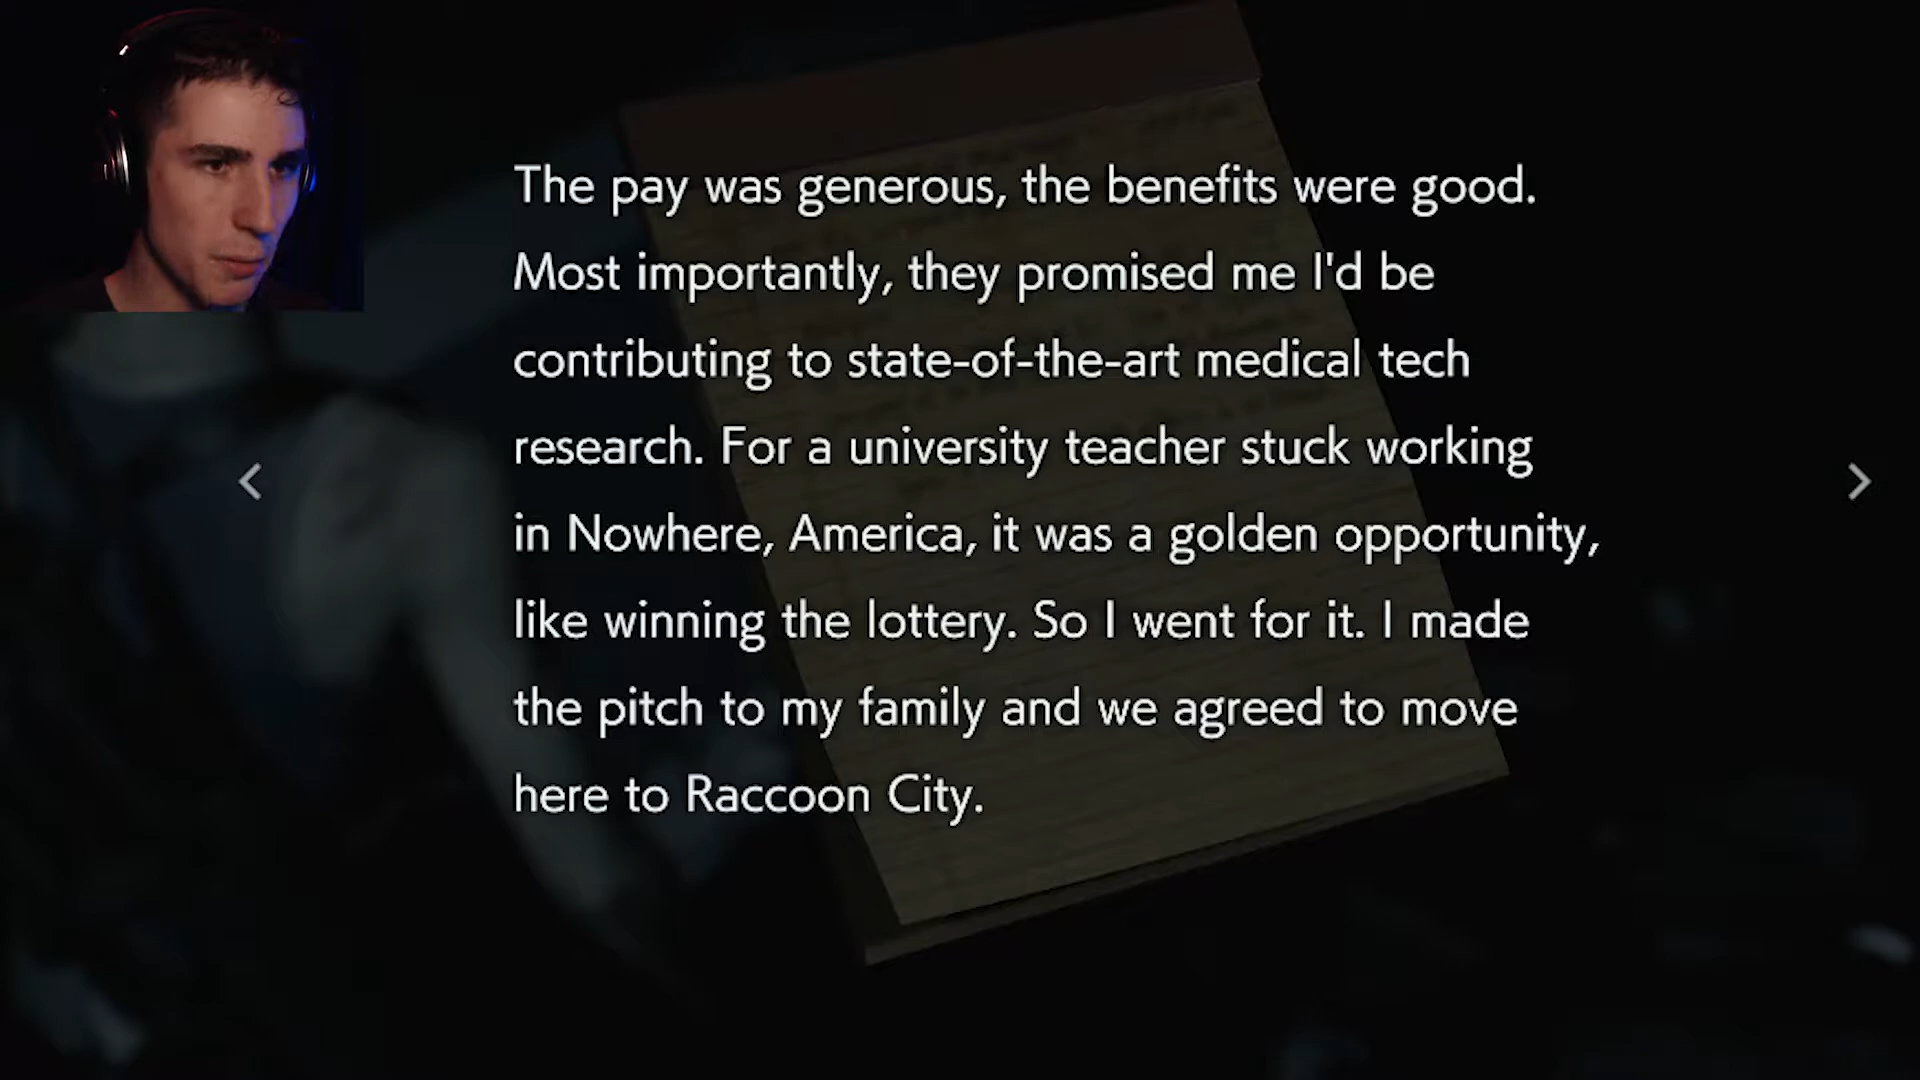 The pay was generous, the benefits were good.
Most importantly, they promised me I'd be
contributing to state-of-the-art medical tech
research. For a university teacher stuck working
in Nowhere, America, it was a golden opportunity,
like winning the lottery. So I went for it. I made
the pitch to my family and we agreed to move
here to Raccoon City.